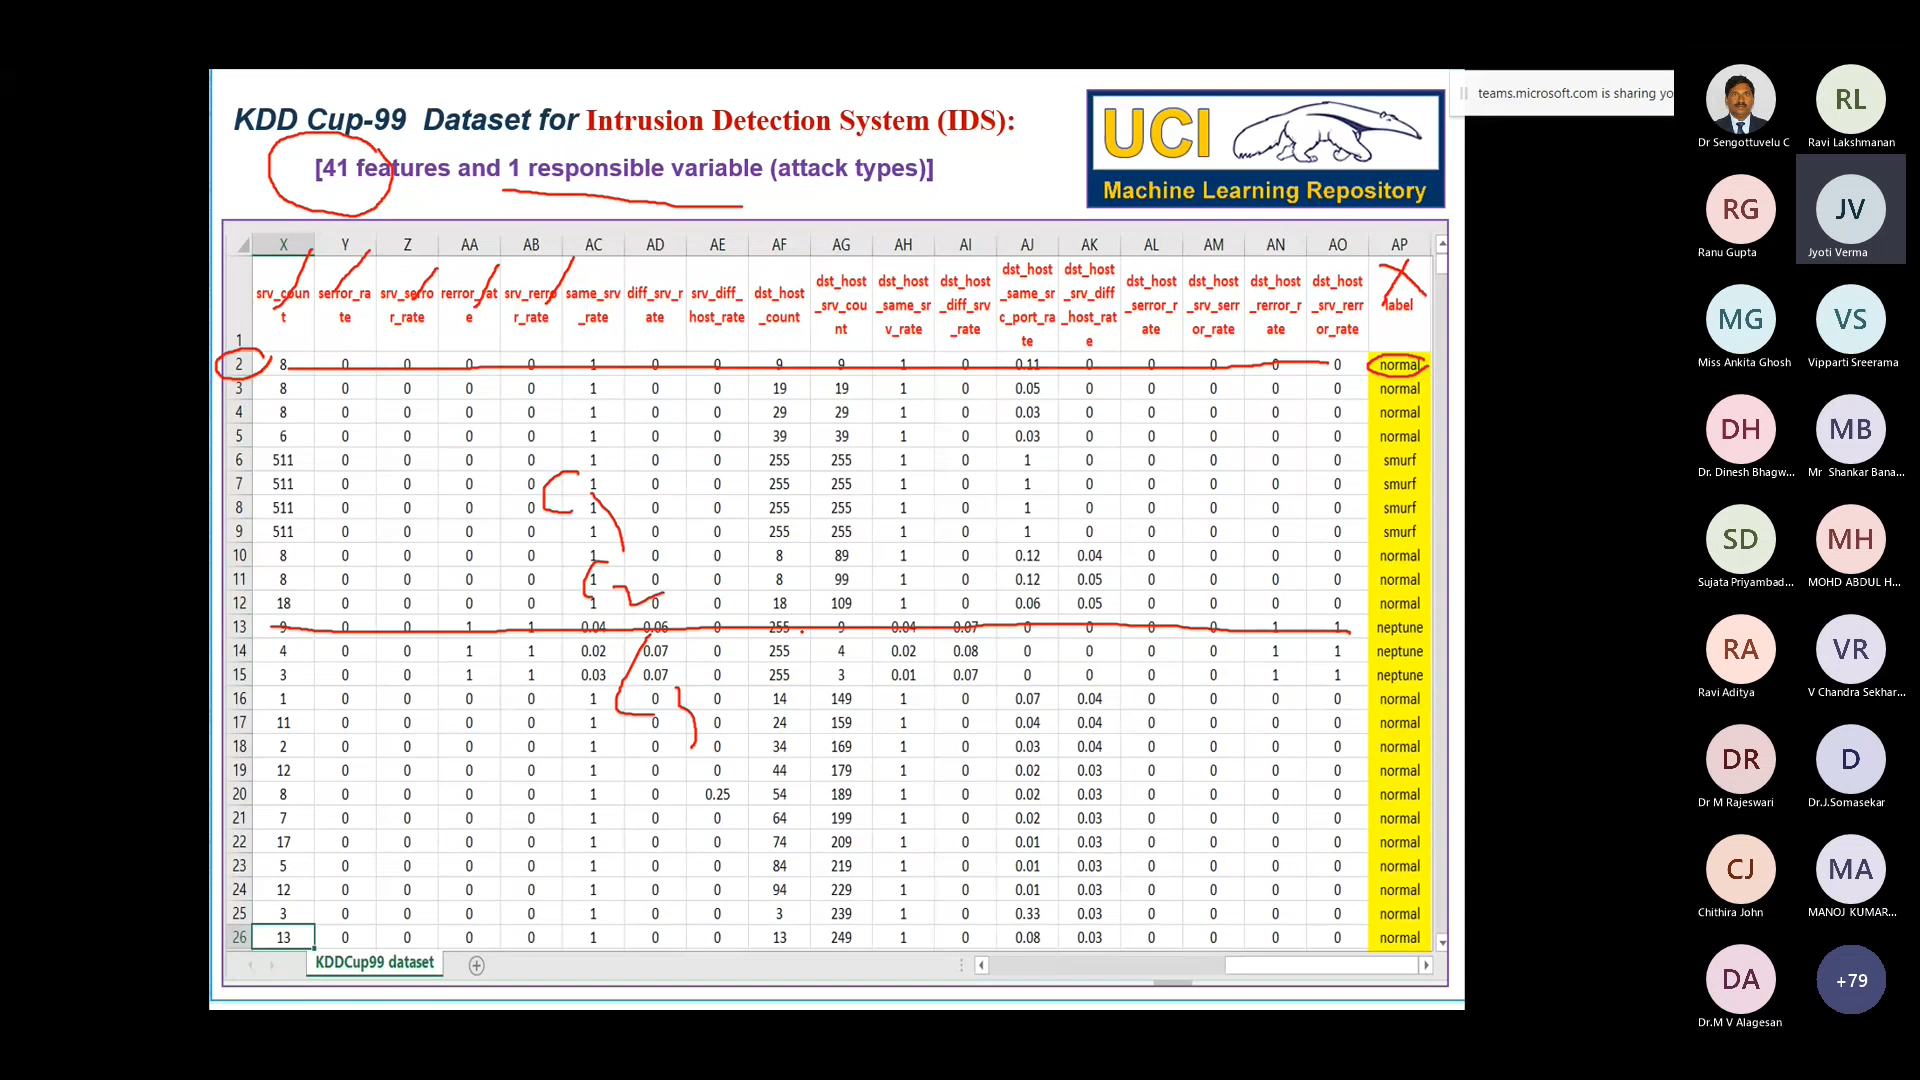 KDD Cup-99 Dataset for Intrusion Detection System (IDS):
[41 features and 1 responsible variable (attack types)]
UCI
Machine Learning Repository
teams.microsoft.com is sharing yo
X Y Z AA AB AC AD AE AF AG AH AI AJ AK AL AM AN AO AP
1 srv_count serror_rate srv_serror_rate rerror_rate srv_rerror_rate same_srv_rate diff_srv_rate srv_diff_host_rate dst_host_count dst_host_srv_count dst_host_same_srv_rate dst_host_diff_srv_rate dst_host_same_src_port_rate dst_host_srv_diff_host_rate dst_host_serror_rate dst_host_srv_serror_rate dst_host_rerror_rate dst_host_srv_rerror_rate label
2 8 0 0 0 0 1 0 0 9 9 1 0 0.11 0 0 0 0 0 normal
3 8 0 0 0 0 1 0 0 19 19 1 0 0.05 0 0 0 0 0 normal
4 8 0 0 0 0 1 0 0 29 29 1 0 0.03 0 0 0 0 0 normal
5 6 0 0 0 0 1 0 0 39 39 1 0 0.03 0 0 0 0 0 normal
6 511 0 0 0 0 1 0 0 255 255 1 0 1 0 0 0 0 0 smurf
7 511 0 0 0 0 1 0 0 255 255 1 0 1 0 0 0 0 0 smurf
8 511 0 0 0 0 1 0 0 255 255 1 0 1 0 0 0 0 0 smurf
9 511 0 0 0 0 1 0 0 255 255 1 0 1 0 0 0 0 0 smurf
10 8 0 0 0 0 1 0 0 8 89 1 0 0.12 0.04 0 0 0 0 normal
11 8 0 0 0 0 1 0 0 8 99 1 0 0.12 0.05 0 0 0 0 normal
12 18 0 0 0 0 1 0 0 18 109 1 0 0.06 0.05 0 0 0 0 normal
13 9 0 0 1 1 0.04 0.06 0 255 9 0.04 0.07 0 0 0 0 1 1 neptune
14 4 0 0 1 1 0.02 0.07 0 255 4 0.02 0.08 0 0 0 0 1 1 neptune
15 3 0 0 1 1 0.03 0.07 0 255 3 0.01 0.07 0 0 0 0 1 1 neptune
16 1 0 0 0 0 1 0 0 14 149 1 0 0.07 0.04 0 0 0 0 normal
17 11 0 0 0 0 1 0 0 24 159 1 0 0.04 0.04 0 0 0 0 normal
18 2 0 0 0 0 1 0 0 34 169 1 0 0.03 0.04 0 0 0 0 normal
19 12 0 0 0 0 1 0 0 44 179 1 0 0.02 0.03 0 0 0 0 normal
20 8 0 0 0 0 1 0 0.25 54 189 1 0 0.02 0.03 0 0 0 0 normal
21 7 0 0 0 0 1 0 0 64 199 1 0 0.02 0.03 0 0 0 0 normal
22 17 0 0 0 0 1 0 0 74 209 1 0 0.01 0.03 0 0 0 0 normal
23 5 0 0 0 0 1 0 0 84 219 1 0 0.01 0.03 0 0 0 0 normal
24 12 0 0 0 0 1 0 0 94 229 1 0 0.01 0.03 0 0 0 0 normal
25 3 0 0 0 0 1 0 0 3 239 1 0 0.33 0.03 0 0 0 0 normal
26 13 0 0 0 0 1 0 0 13 249 1 0 0.08 0.03 0 0 0 0 normal
KDDCup99 dataset
RL
Dr Sengottuvelu C Ravi Lakshmanan
RG JV
Ranu Gupta Jyoti Verma
MG VS
Miss Ankita Ghosh Vipparti Sreerama
DH MB
Dr. Dinesh Bhagw... Mr Shankar Bana...
SD MH
Sujata Priyambad... MOHD ABDUL H...
RA VR
Ravi Aditya V Chandra Sekhar...
DR D
Dr M Rajeswari Dr.J.Somasekar
CJ MA
Chithira John MANOJ KUMAR...
DA +79
Dr.M V Alagesan